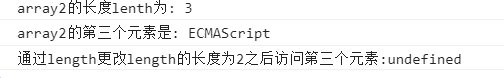 array2的长度lenth为: 3
array2的第三个元素是: ECMAScript
通过length更改length的长度为2之后访问第三个元素:undefined